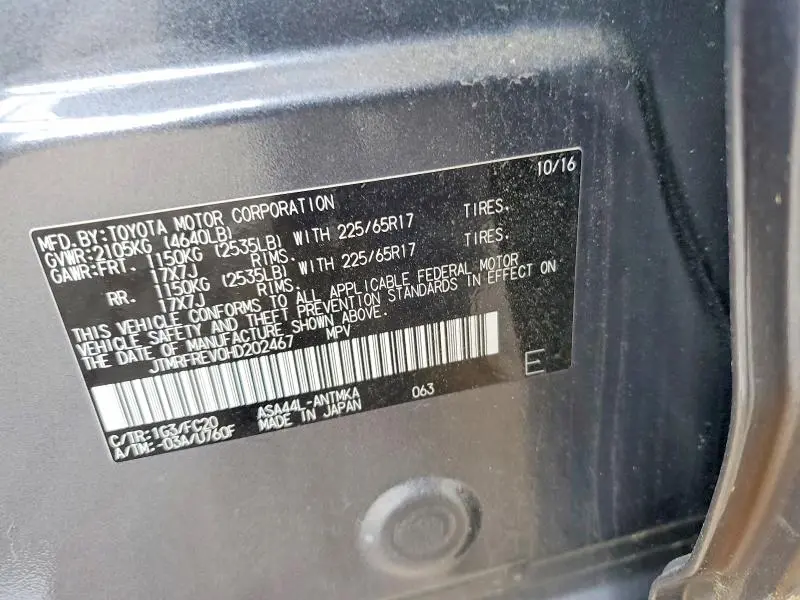 10/16
MFD.BY:TOYOTA MOTOR CORPORATION
GVWR:2105KG (4640LB)
GAWR:FRT. 1150KG (2535LB) WITH 225/65R17 TIRES,
17X7J RIMS.
RR. 1150KG (2535LB) WITH 225/65R17 TIRES,
17X7J RIMS.
THIS VEHICLE CONFORMS TO ALL APPLICABLE FEDERAL MOTOR
VEHICLE SAFETY AND THEFT PREVENTION STANDARDS IN EFFECT ON
THE DATE OF MANUFACTURE SHOWN ABOVE.
JTMRFREV0HD202467 MPV
E
C/TR:1G3/FC20 ASA44L-ANTMKA 063
A/TM:-03A/U760F MADE IN JAPAN